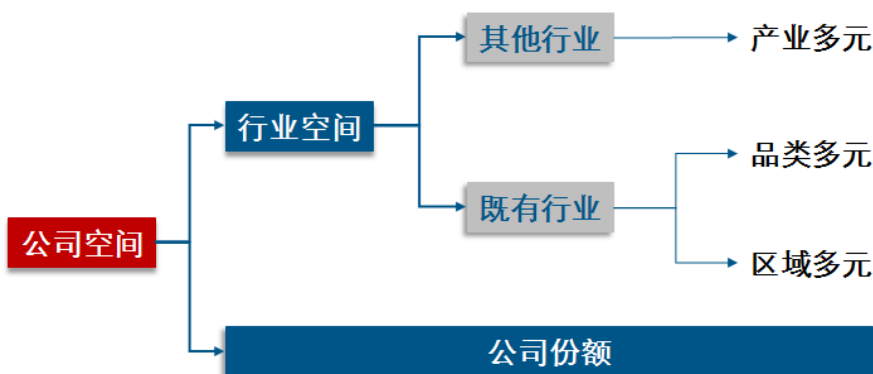 其他行业
产业多元
行业空间
品类多元
既有行业
公司空间
区域多元
公司份额